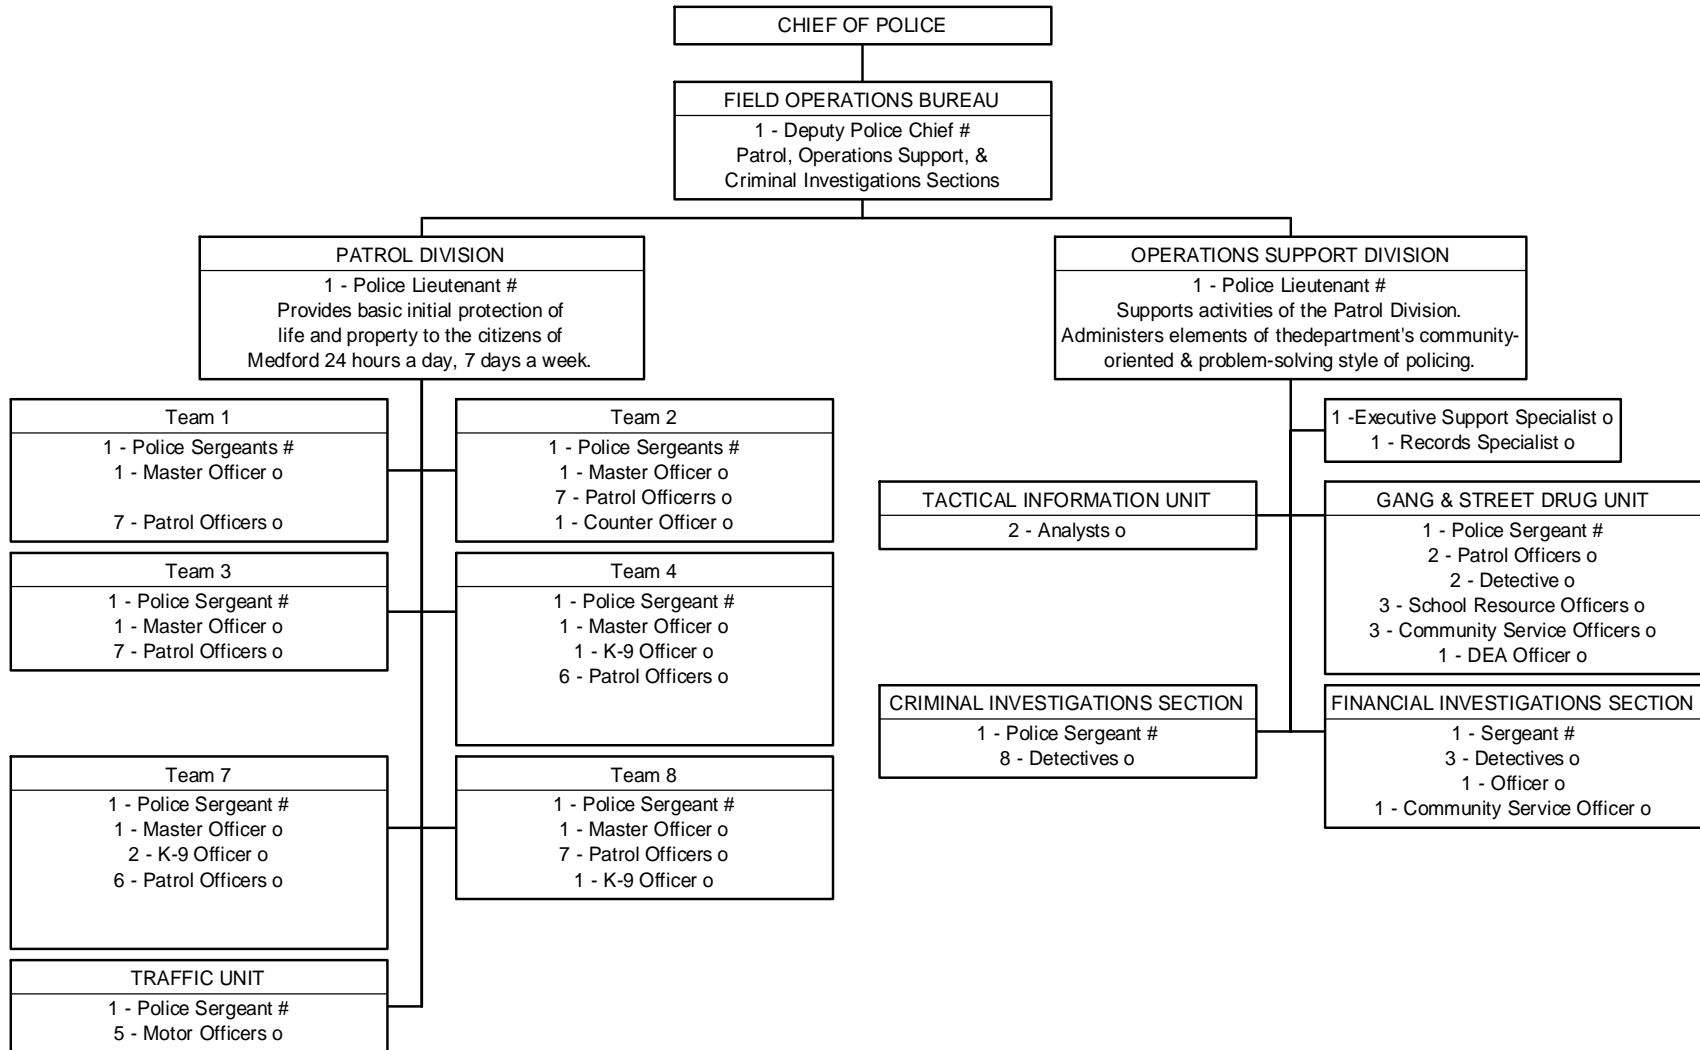 CHIEF OF POLICE
FIELD OPERATIONS BUREAU
1 - Deputy Police Chief #
Patrol, Operations Support, &
Criminal Investigations Sections
PATROL DIVISION
1 - Police Lieutenant #
Provides basic initial protection of
life and property to the citizens of
Medford 24 hours a day, 7 days a week.
OPERATIONS SUPPORT DIVISION
1 - Police Lieutenant #
Supports activities of the Patrol Division.
Administers elements of thedepartment's community-
oriented & problem-solving style of policing.
Team 1
1 - Police Sergeants #
1 - Master Officer o
7 - Patrol Officers o
Team 2
1 - Police Sergeants #
1 - Master Officer o
7 - Patrol Officerrs o
1 - Counter Officer o
Team 3
1 - Police Sergeant #
1 - Master Officer o
7 - Patrol Officers o
Team 4
1 - Police Sergeant #
1 - Master Officer o
1 - K-9 Officer o
6 - Patrol Officers o
Team 7
1 - Police Sergeant #
1 - Master Officer o
2 - K-9 Officer o
6 - Patrol Officers o
Team 8
1 - Police Sergeant #
1 - Master Officer o
7 - Patrol Officers o
1 - K-9 Officer o
TRAFFIC UNIT
1 - Police Sergeant #
5 - Motor Officers o
1 -Executive Support Specialist o
1 - Records Specialist o
TACTICAL INFORMATION UNIT
2 - Analysts o
GANG & STREET DRUG UNIT
1 - Police Sergeant #
2 - Patrol Officers o
2 - Detective o
3 - School Resource Officers o
3 - Community Service Officers o
1 - DEA Officer o
CRIMINAL INVESTIGATIONS SECTION
1 - Police Sergeant #
8 - Detectives o
FINANCIAL INVESTIGATIONS SECTION
1 - Sergeant #
3 - Detectives o
1 - Officer o
1 - Community Service Officer o